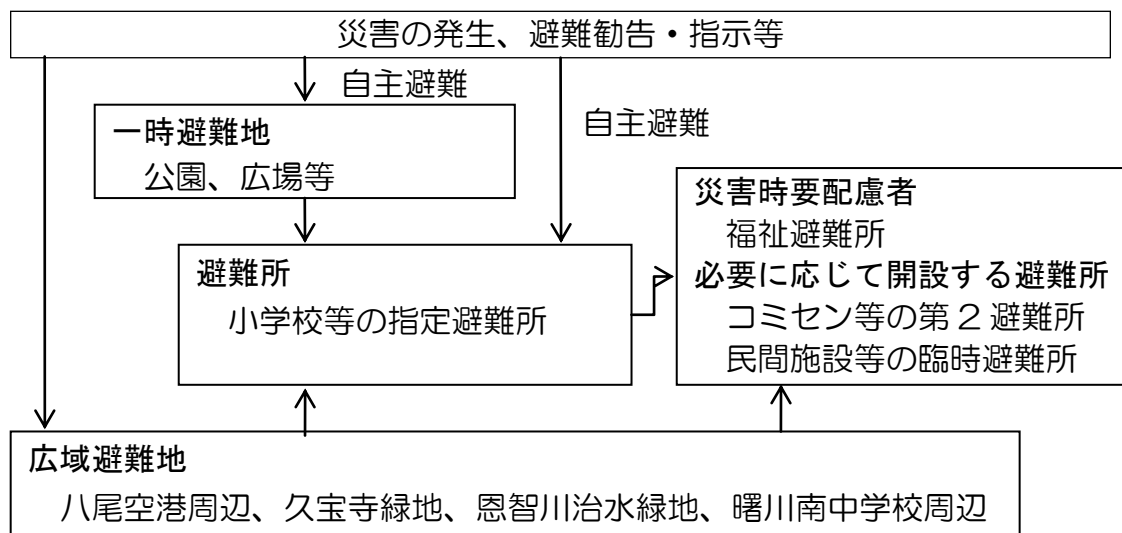 災害の発生、避難勧告・指示等
自主避難
一時避難地
公園、広場等
自主避難
災害時要配慮者
福祉避難所
必要に応じて開設する避難所
コミセン等の第2避難所
民間施設等の臨時避難所
避難所
小学校等の指定避難所
広域避難地
八尾空港周辺、久宝寺緑地、恩智川治水緑地、曙川南中学校周辺